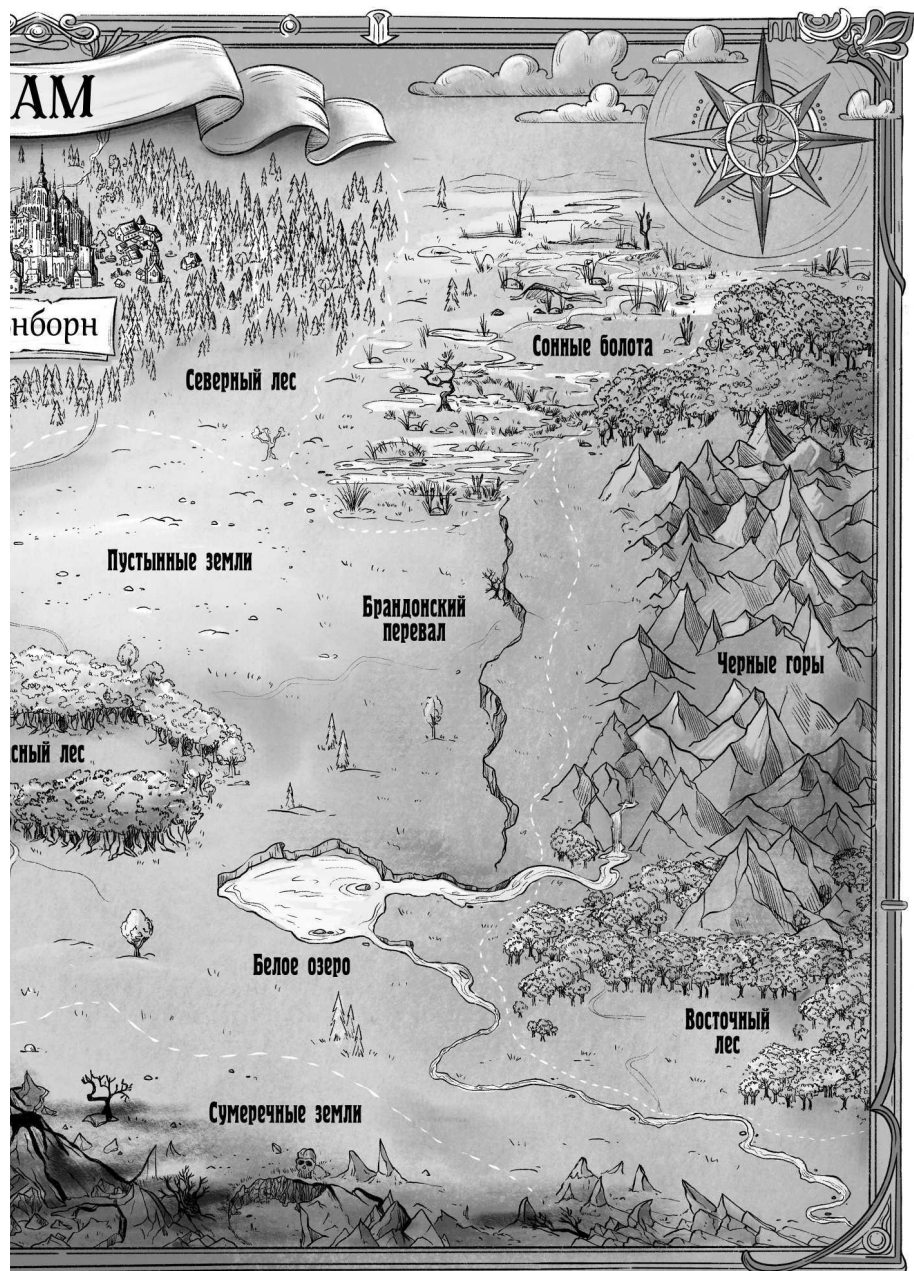 АМ
нборн
Сонные болота
Северный лес
Пустынные земли
Брандонский
перевал
Черные горы
сный лес
Белое озеро
Восточный
лес
Сумеречные земли